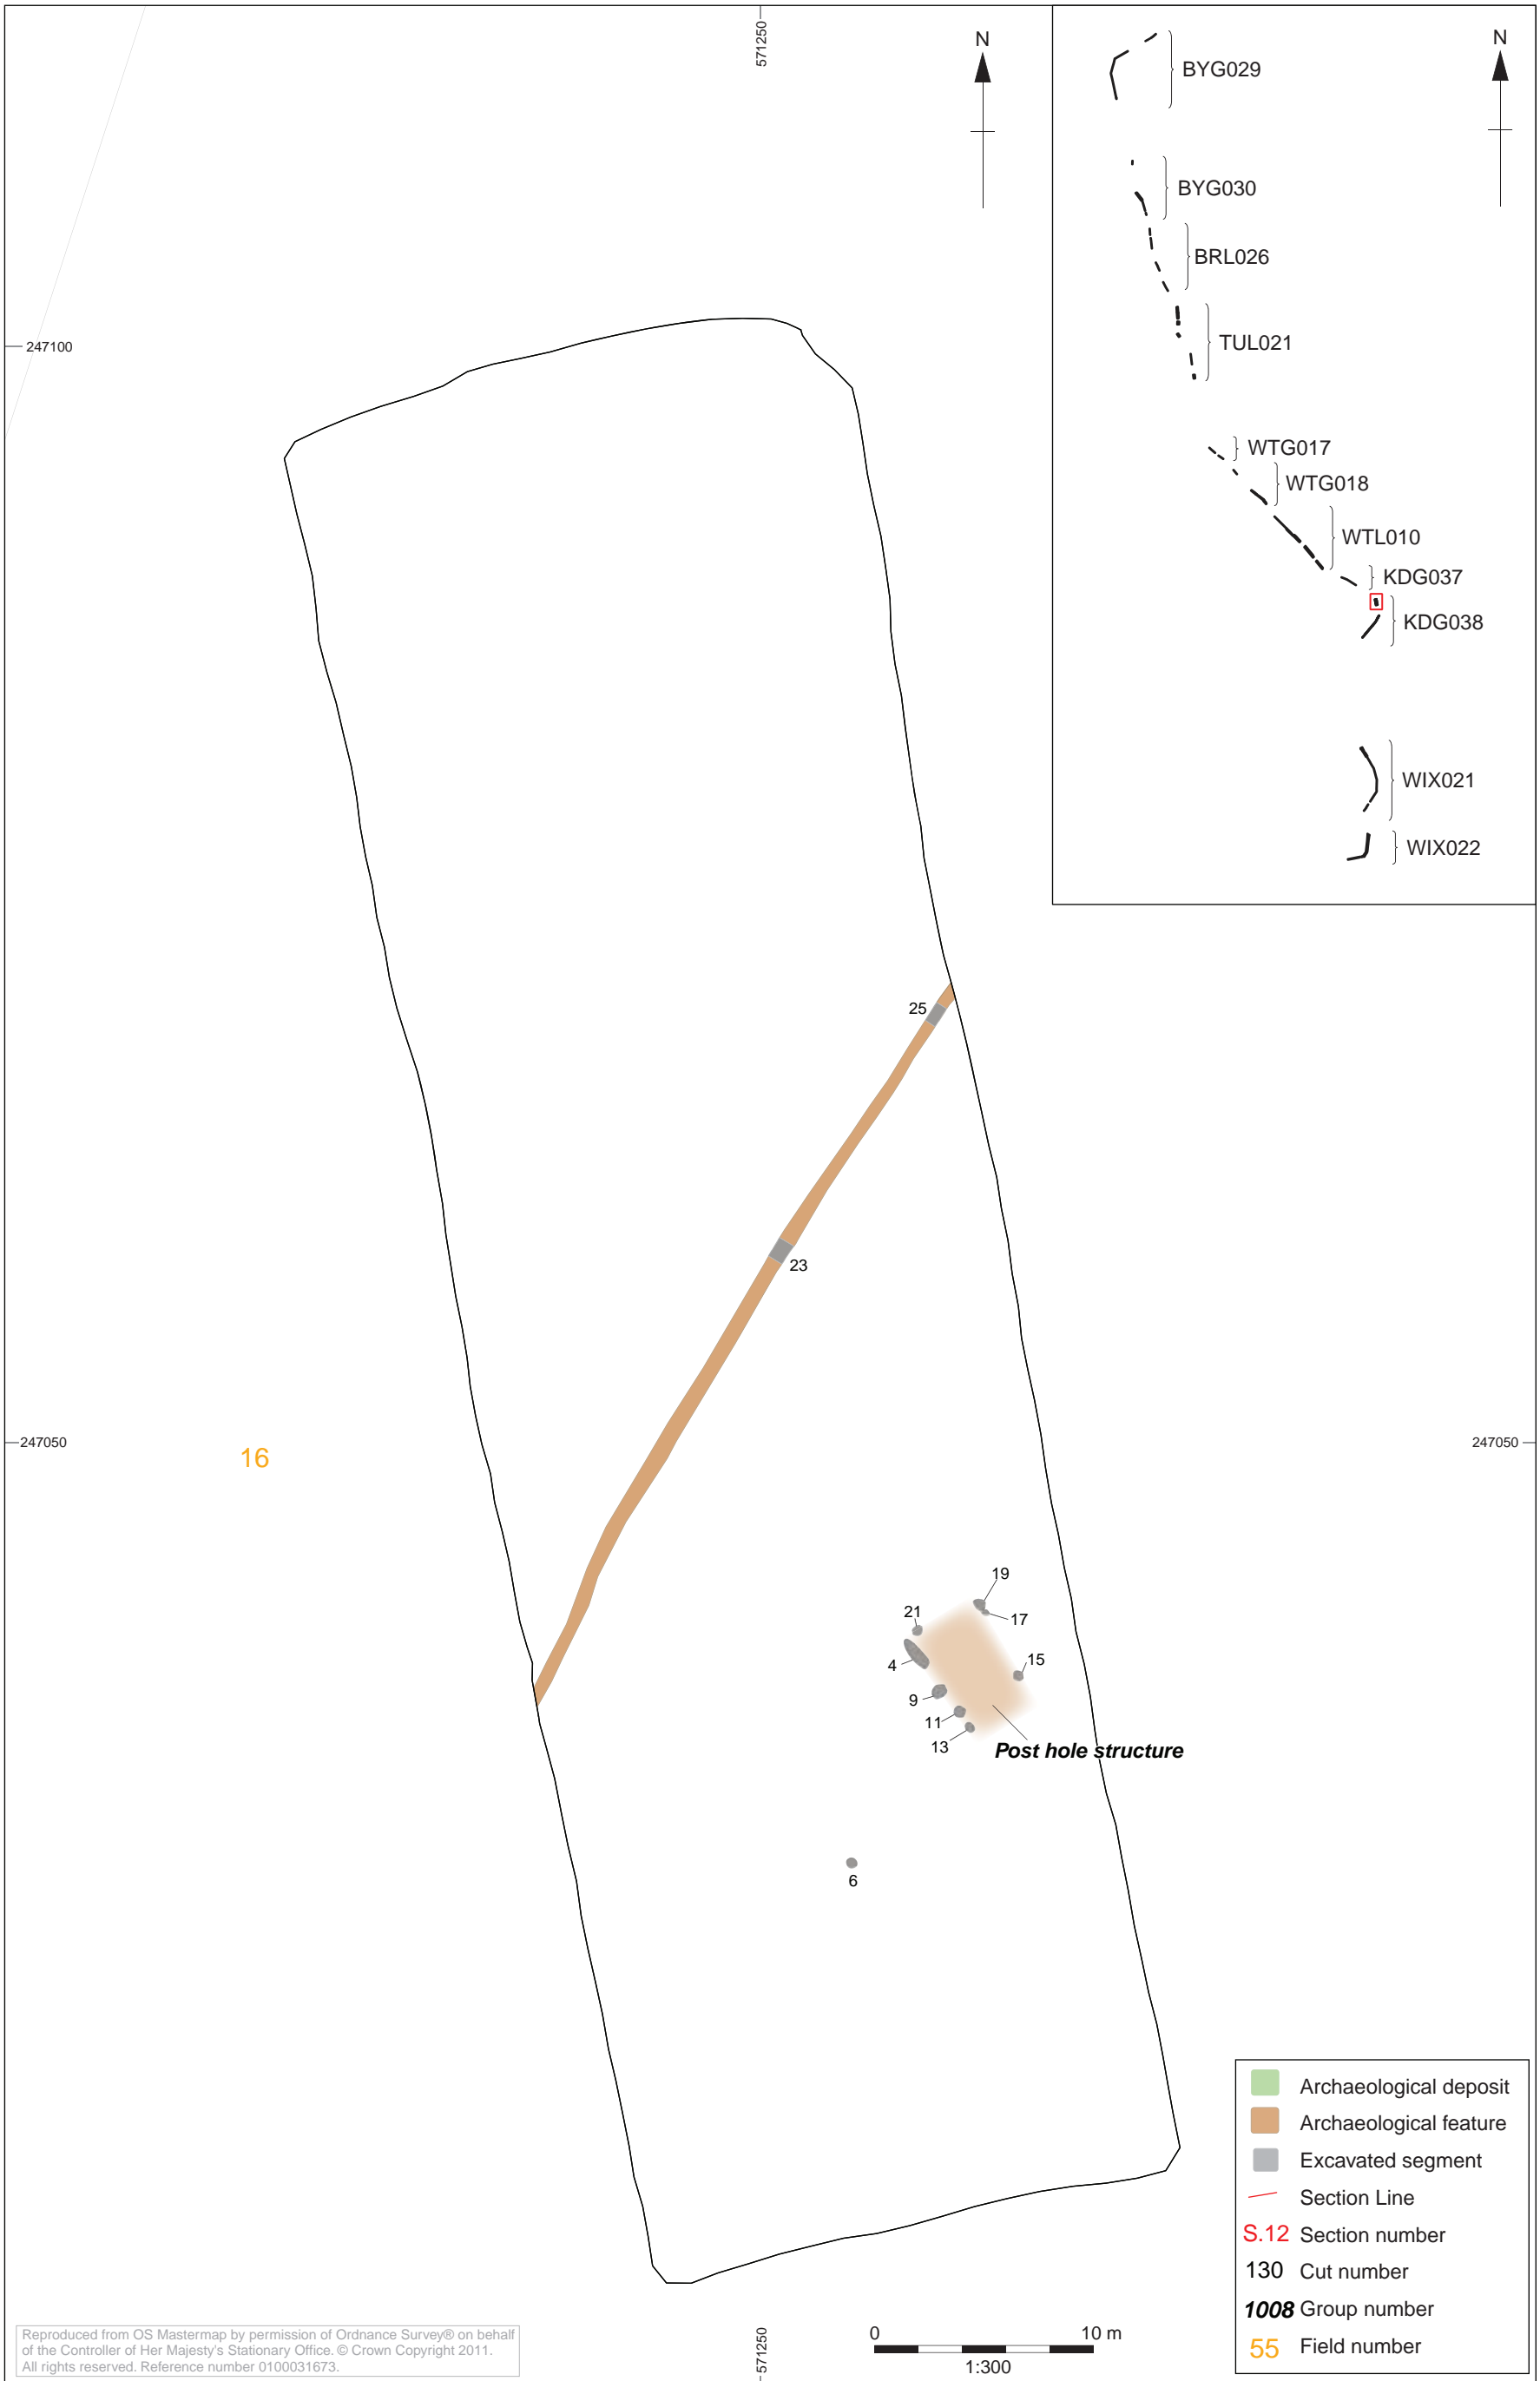 571250
N
N
BYG029
BYG030
BRL026
TUL021
WTG017
WTG018
WTL010
KDG037
KDG038
WIX021
WIX022
247100
25
23
247050
247050
16
19
17
21
4
15
9
11
13
Post hole structure
6
Archaeological deposit
Archaeological feature
Excavated segment
Section Line
S.12 Section number
130 Cut number
1008 Group number
55 Field number
Reproduced from OS Mastermap by permission of Ordnance Survey® on behalf
of the Controller of Her Majesty's Stationary Office. © Crown Copyright 2011.
All rights reserved. Reference number 0100031673.
571250
0 10 m
1:300